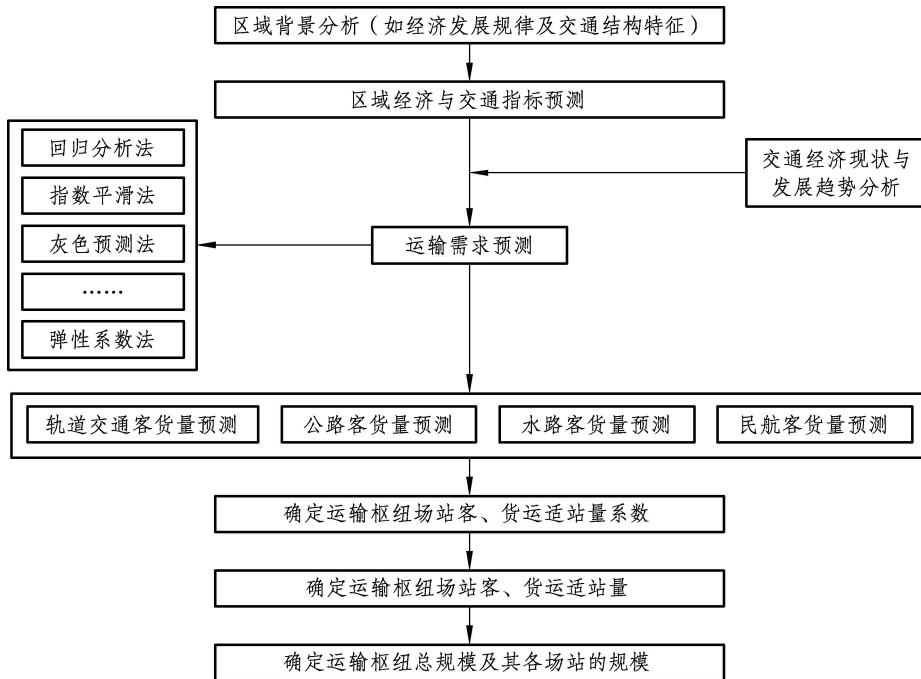 区域背景分析（如经济发展规律及交通结构特征）
区域经济与交通指标预测
回归分析法
指数平滑法
灰色预测法
……
弹性系数法
交通经济现状与
发展趋势分析
运输需求预测
轨道交通客货量预测
公路客货量预测
水路客货量预测
民航客货量预测
确定运输枢纽场站客、货运适站量系数
确定运输枢纽场站客、货运适站量
确定运输枢纽总规模及其各场站的规模